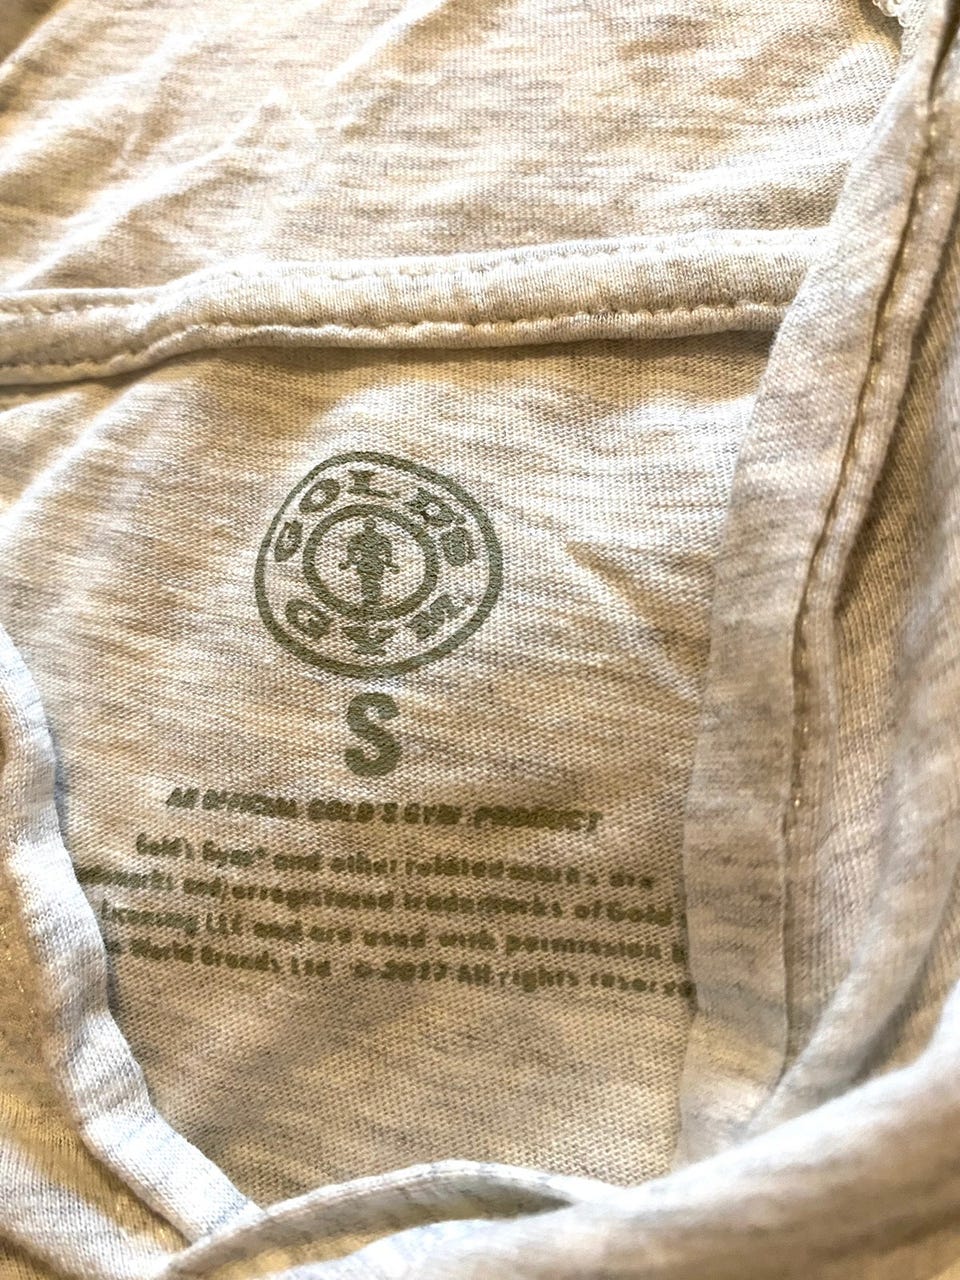 GOLD'S
GYM
S
AN OFFICIAL GOLD'S GYM PRODUCT
Gold's Gym® and other related marks are
and/or registered trademarks of Gold
Licensing LLC and are used with permission
World Brands Ltd © 2017 All rights reserve